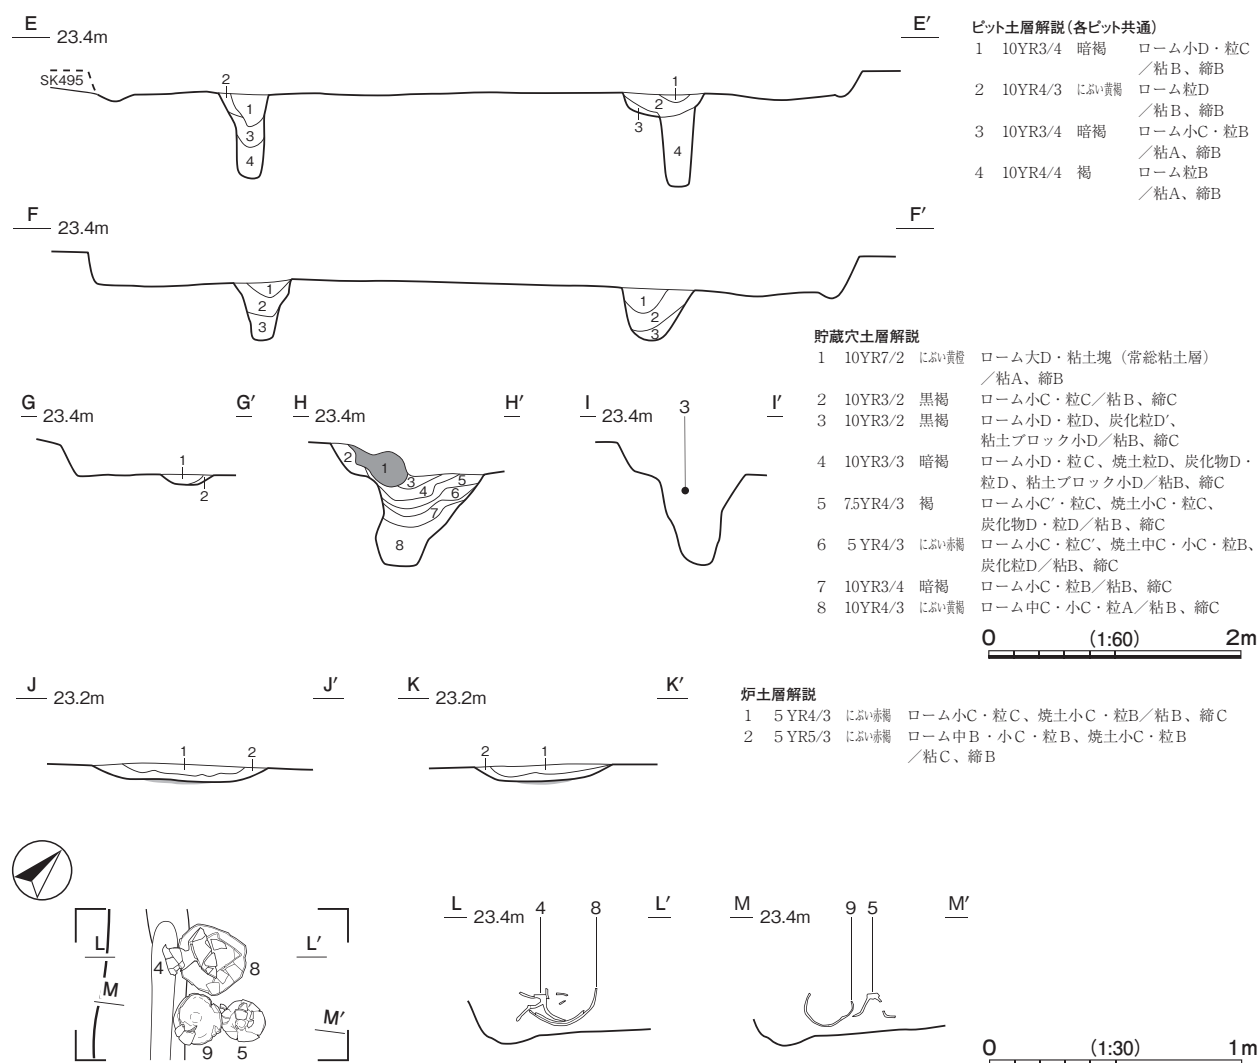 E 23.4m E′
SK495
2 1 3 4
1 2 3 4
ピット土層解説（各ピット共通）
1 10YR3/4 暗褐 ローム小D・粒C
／粘B、締B
2 10YR4/3 にぶい黄褐 ローム粒D
／粘B、締B
3 10YR3/4 暗褐 ローム小C・粒B
／粘A、締B
4 10YR4/4 褐 ローム粒B
／粘A、締B
F 23.4m F′
1 2 3
1 2 3
貯蔵穴土層解説
1 10YR7/2 にぶい黄橙 ローム大D・粘土塊（常総粘土層）
／粘A、締B
2 10YR3/2 黒褐 ローム小C・粒C／粘B、締C
3 10YR3/2 黒褐 ローム小D・粒D、炭化粒D′、
粘土ブロック小D／粘B、締C
4 10YR3/3 暗褐 ローム小D・粒C、焼土粒D、炭化物D・
粒D、粘土ブロック小D／粘B、締C
5 7.5YR4/3 褐 ローム小C′・粒C、焼土小C・粒C、
炭化物D・粒D／粘B、締C
6 5YR4/3 にぶい赤褐 ローム小C・粒C′、焼土中C・小C・粒B、
炭化粒D／粘B、締C
7 10YR3/4 暗褐 ローム小C・粒B／粘B、締C
8 10YR4/3 にぶい黄褐 ローム中C・小C・粒A／粘B、締C
G 23.4m G′
1 2
H 23.4m H′
2 1 3 4 5 6 7 8
I 23.4m 3 I′
0 (1:60) 2m
J 23.2m J′
1 2
K 23.2m K′
2 1
炉土層解説
1 5YR4/3 にぶい赤褐 ローム小C・粒C、焼土小C・粒B／粘B、締C
2 5YR5/3 にぶい赤褐 ローム中B・小C・粒B、焼土小C・粒B
／粘C、締B
L L′
4 8
M M′
9 5
L 23.4m 4 8 L′
M 23.4m 9 5 M′
0 (1:30) 1m